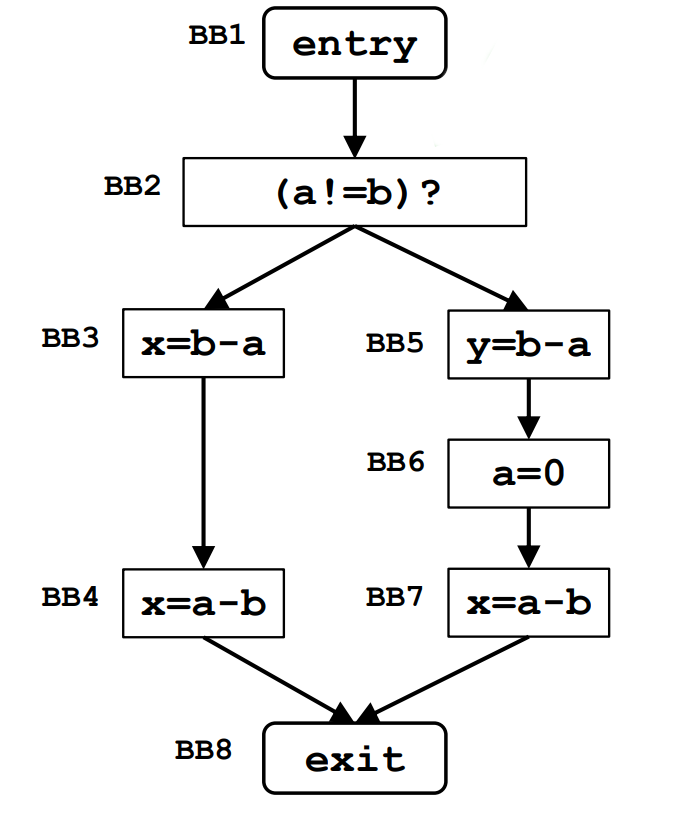 BB1 entry
BB2 (a!=b)?
BB3 x=b-a
BB5 y=b-a
BB6 a=0
BB4 x=a-b
BB7 x=a-b
BB8 exit